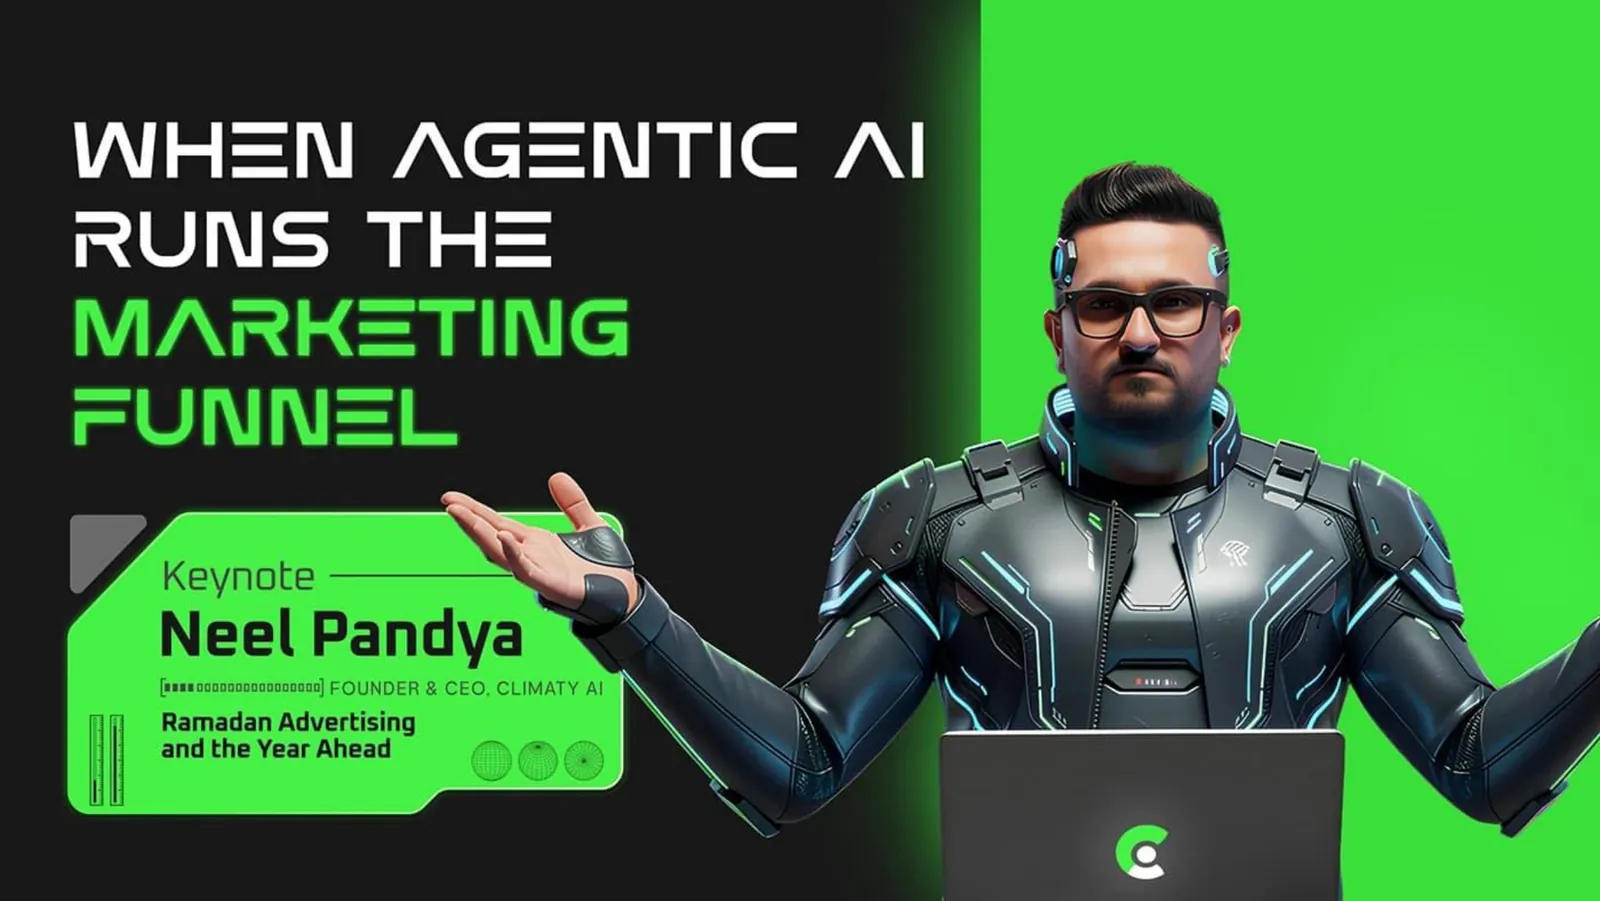 WHEN AGENTIC AI
RUNS THE
MARKETING
FUNNEL
Keynote
Neel Pandya
FOUNDER & CEO, CLIMATY AI
Ramadan Advertising
and the Year Ahead